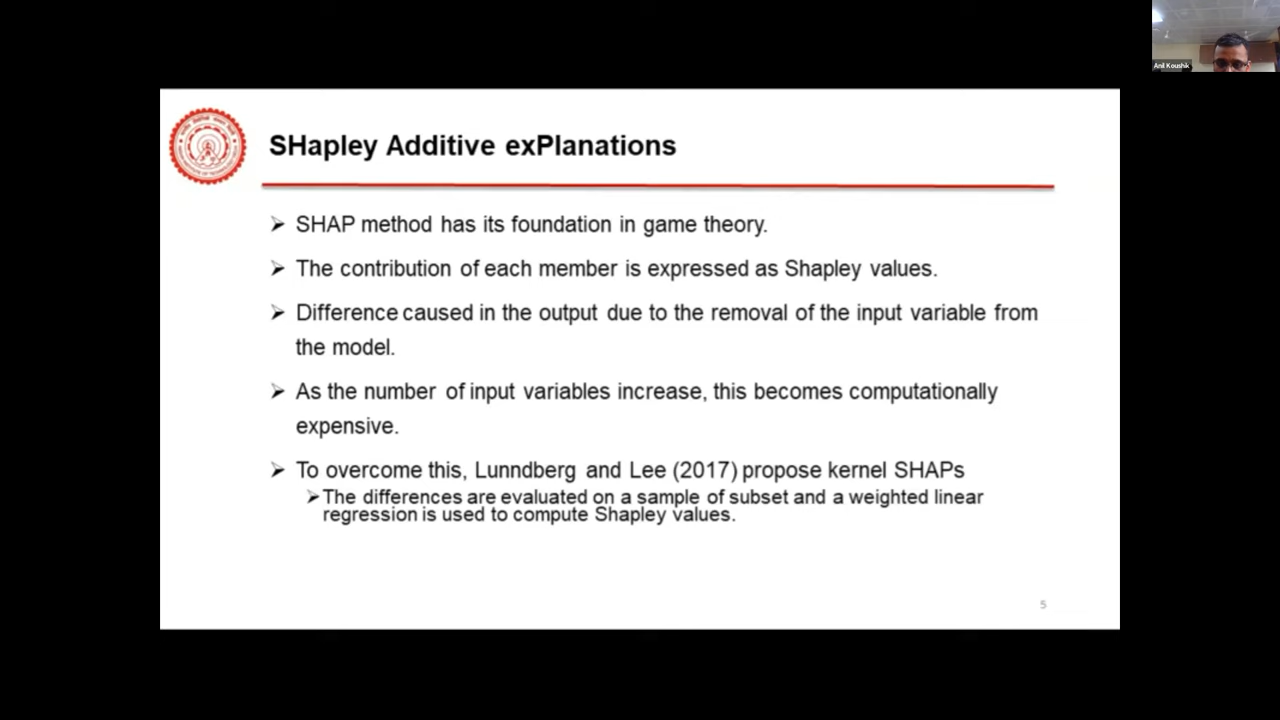 Anil Koushik
SHapley Additive exPlanations
➢ SHAP method has its foundation in game theory.
➢ The contribution of each member is expressed as Shapley values.
➢ Difference caused in the output due to the removal of the input variable from
the model.
➢ As the number of input variables increase, this becomes computationally
expensive.
➢ To overcome this, Lunndberg and Lee (2017) propose kernel SHAPs
➢The differences are evaluated on a sample of subset and a weighted linear
regression is used to compute Shapley values.
5